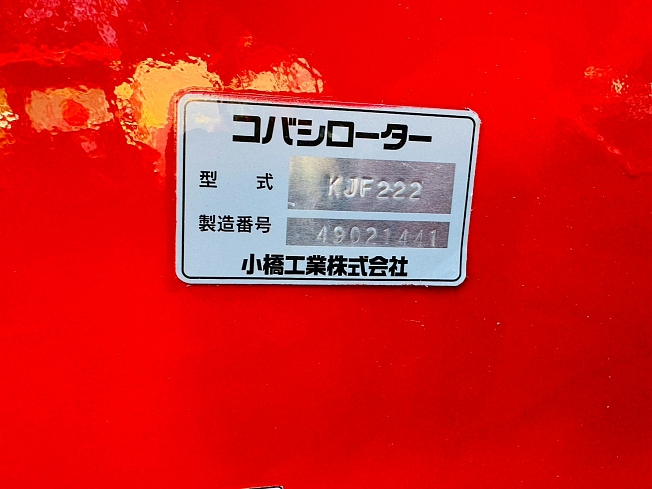 コバシローター
型式 KJF222
製造番号 49021441
小橋工業株式会社